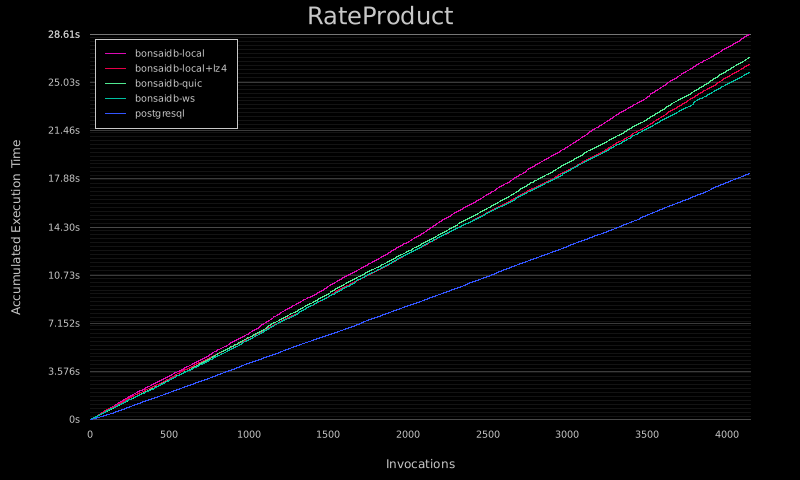 RateProduct
28.61s
25.03s
21.46s
17.88s
14.30s
10.73s
7.152s
3.576s
0s
bonsaidb-local
bonsaidb-local+lz4
bonsaidb-quic
bonsaidb-ws
postgresql
Accumulated Execution Time
0 500 1000 1500 2000 2500 3000 3500 4000
Invocations